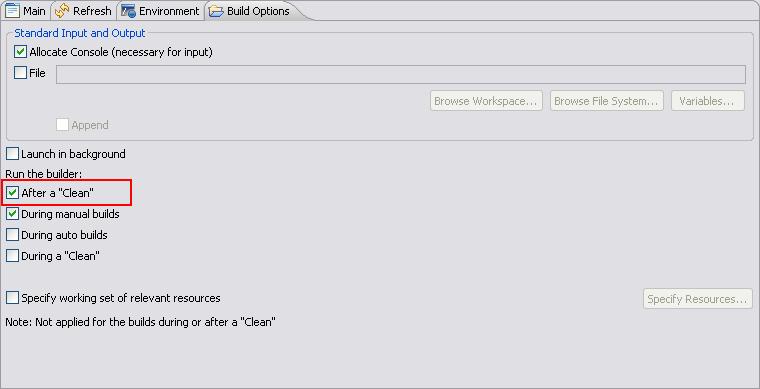 Main Refresh Environment Build Options
Standard Input and Output
Allocate Console (necessary for input)
File
Browse Workspace... Browse File System... Variables...
Append
Launch in background
Run the builder:
After a "Clean"
During manual builds
During auto builds
During a "Clean"
Specify working set of relevant resources Specify Resources...
Note: Not applied for the builds during or after a "Clean"